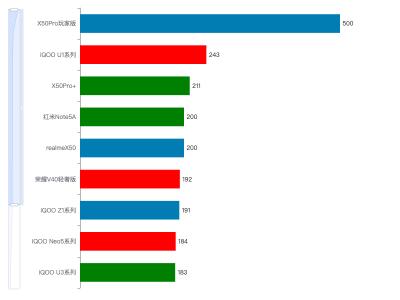 X50Pro玩家版 500
iQOO U1系列 243
X50Pro+ 211
红米Note5A 200
realmeX50 200
荣耀V40轻奢版 192
iQOO Z1系列 191
iQOO Neo5系列 184
iQOO U3系列 183